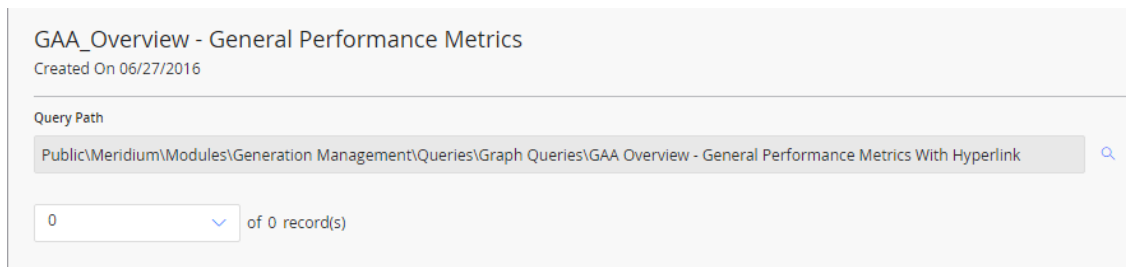 GAA_Overview - General Performance Metrics
Created On 06/27/2016
Query Path
Public\Meridium\Modules\Generation Management\Queries\Graph Queries\GAA Overview - General Performance Metrics With Hyperlink
0 of 0 record(s)